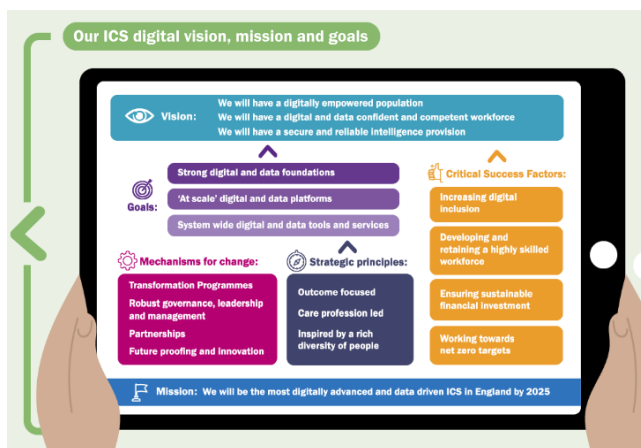 Our ICS digital vision, mission and goals
Vision:
We will have a digitally empowered population
We will have a digital and data confident and competent workforce
We will have a secure and reliable intelligence provision
Goals:
Strong digital and data foundations
‘At scale’ digital and data platforms
System wide digital and data tools and services
Critical Success Factors:
Increasing digital
inclusion
Developing and
retaining a highly skilled
workforce
Ensuring sustainable
financial investment
Working towards
net zero targets
Mechanisms for change:
Transformation Programmes
Robust governance, leadership
and management
Partnerships
Future proofing and innovation
Strategic principles:
Outcome focused
Care profession led
Inspired by a rich
diversity of people
Mission: We will be the most digitally advanced and data driven ICS in England by 2025